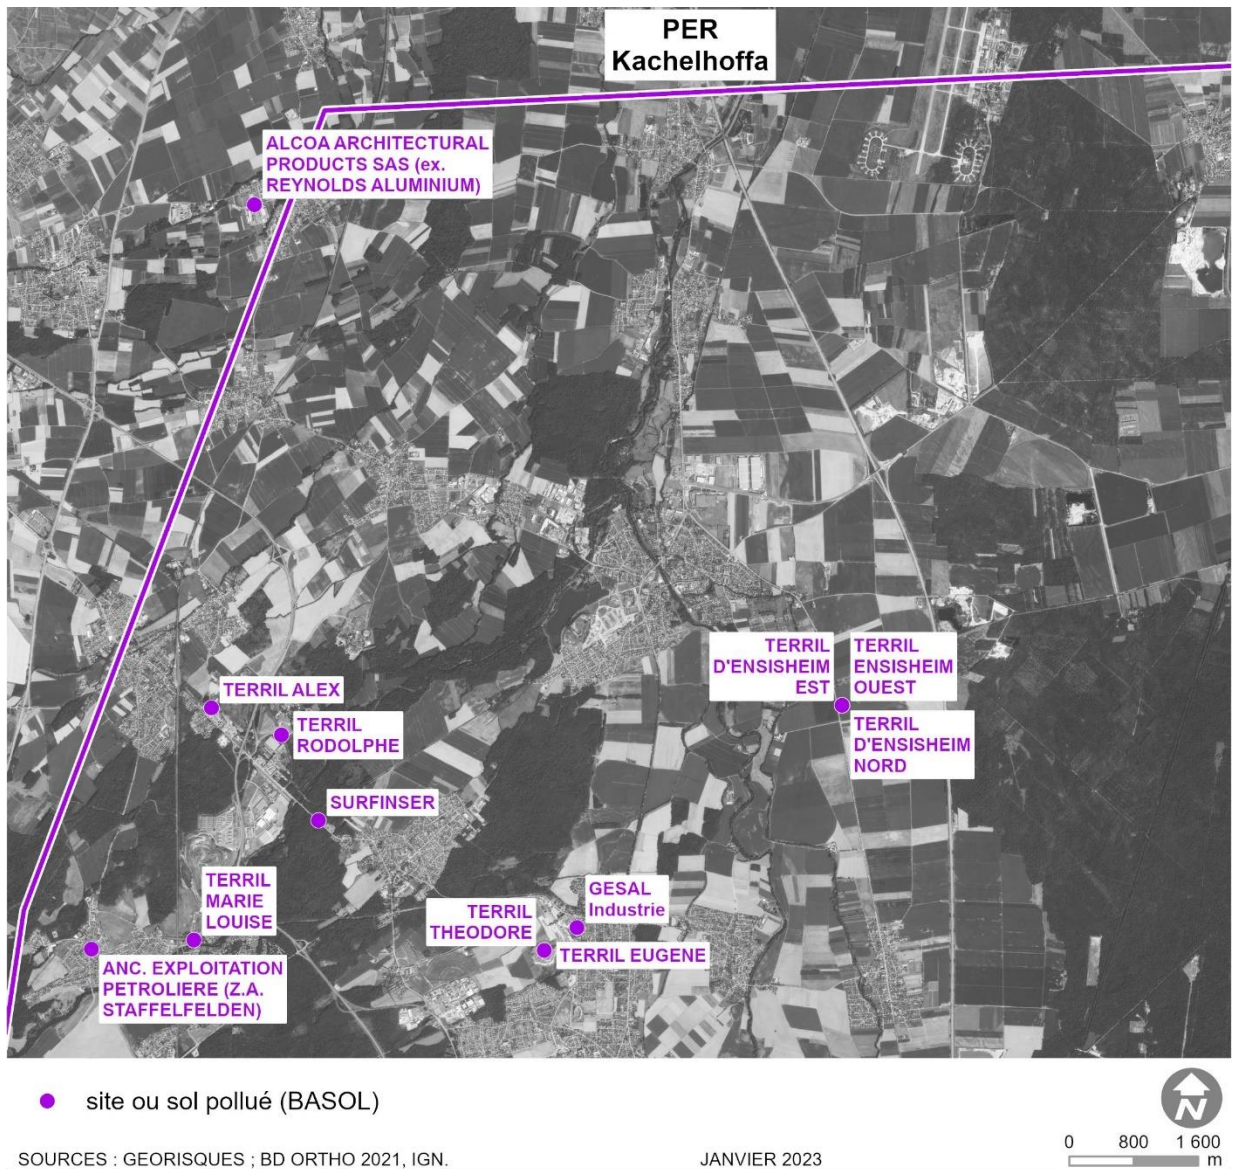 PER
Kachelhoffa
ALCOA ARCHITECTURAL
PRODUCTS SAS (ex.
REYNOLDS ALUMINIUM)
TERRIL
D'ENSISHEIM
EST
TERRIL
ENSISHEIM
OUEST
TERRIL
D'ENSISHEIM
NORD
TERRIL ALEX
TERRIL
RODOLPHE
SURFINSER
TERRIL
MARIE
LOUISE
GESAL
Industrie
TERRIL
THEODORE
TERRIL EUGENE
ANC. EXPLOITATION
PETROLIERE (Z.A.
STAFFELFELDEN)
site ou sol pollué (BASOL)
N
0 800 1 600
m
SOURCES : GEORISQUES ; BD ORTHO 2021, IGN.
JANVIER 2023